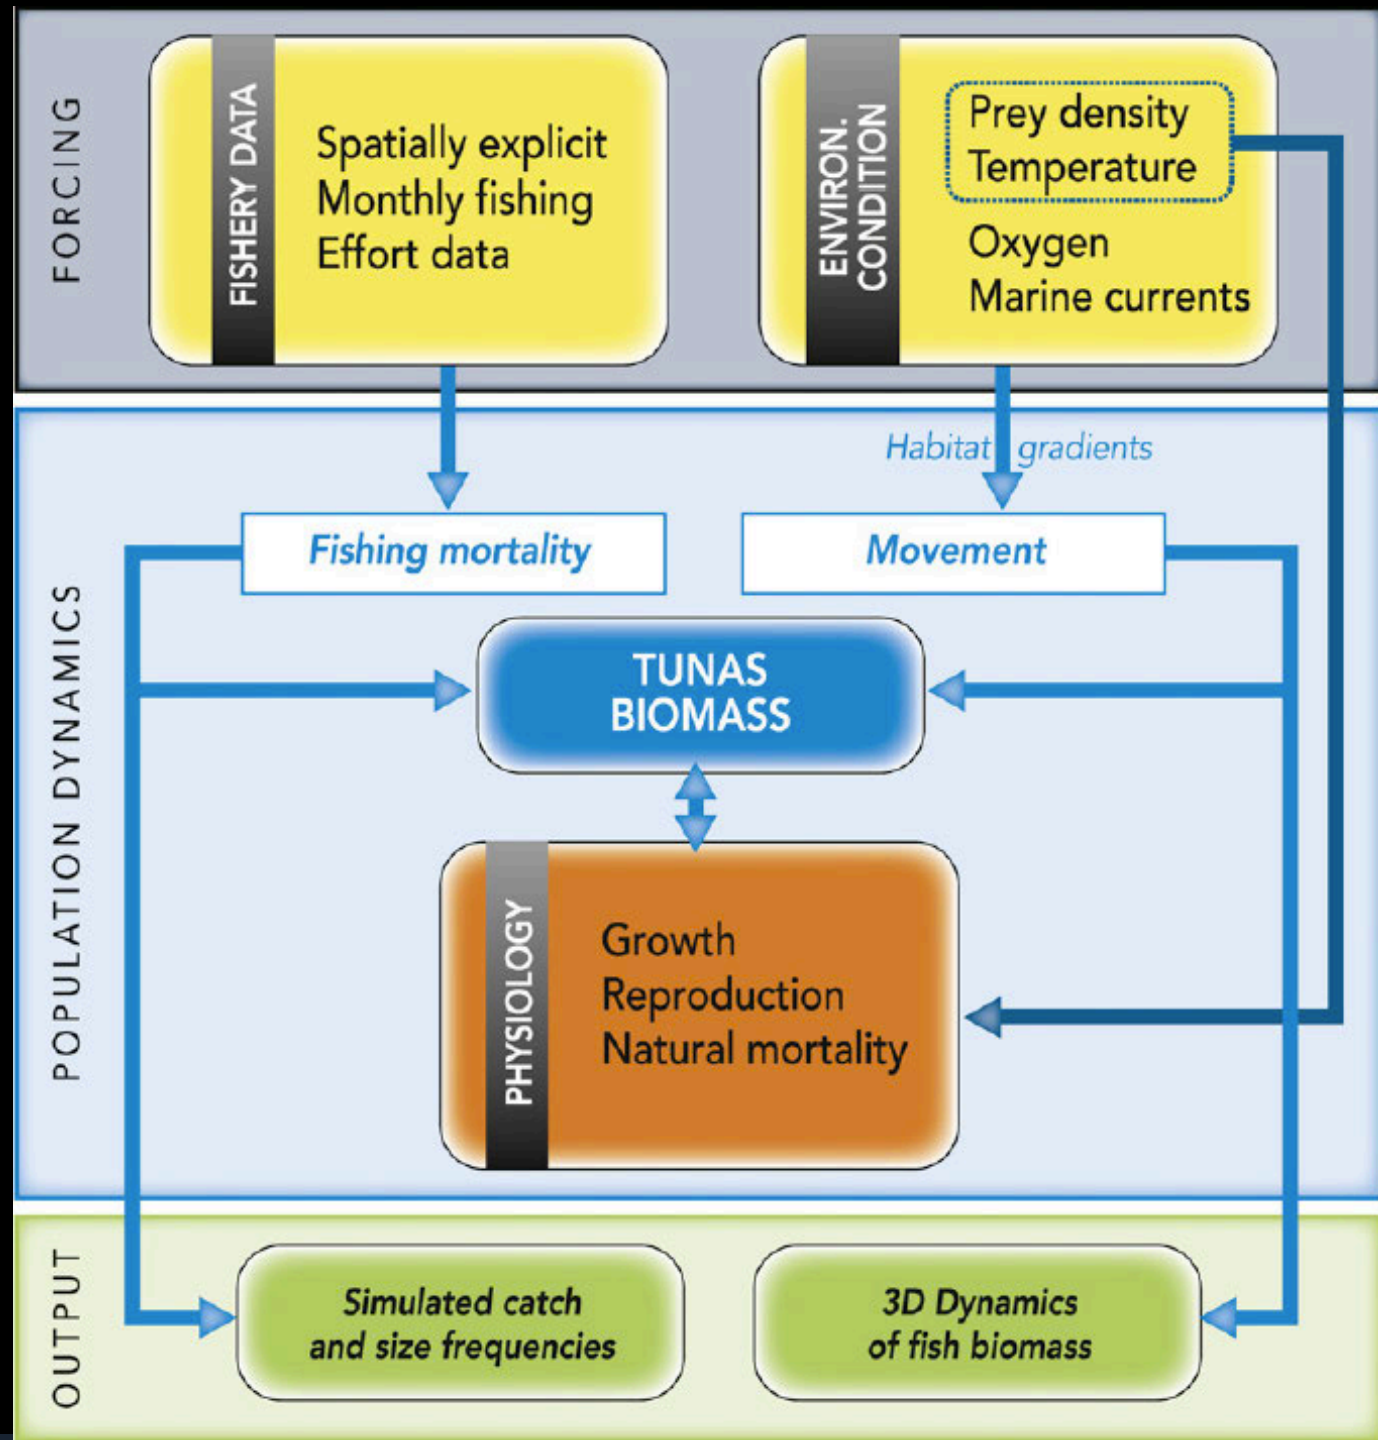 FORCING
FISHERY DATA
Spatially explicit
Monthly fishing
Effort data
ENVIRON.
CONDITION
Prey density
Temperature
Oxygen
Marine currents
POPULATION DYNAMICS
Habitat gradients
Fishing mortality
Movement
TUNAS
BIOMASS
PHYSIOLOGY
Growth
Reproduction
Natural mortality
OUTPUT
Simulated catch
and size frequencies
3D Dynamics
of fish biomass